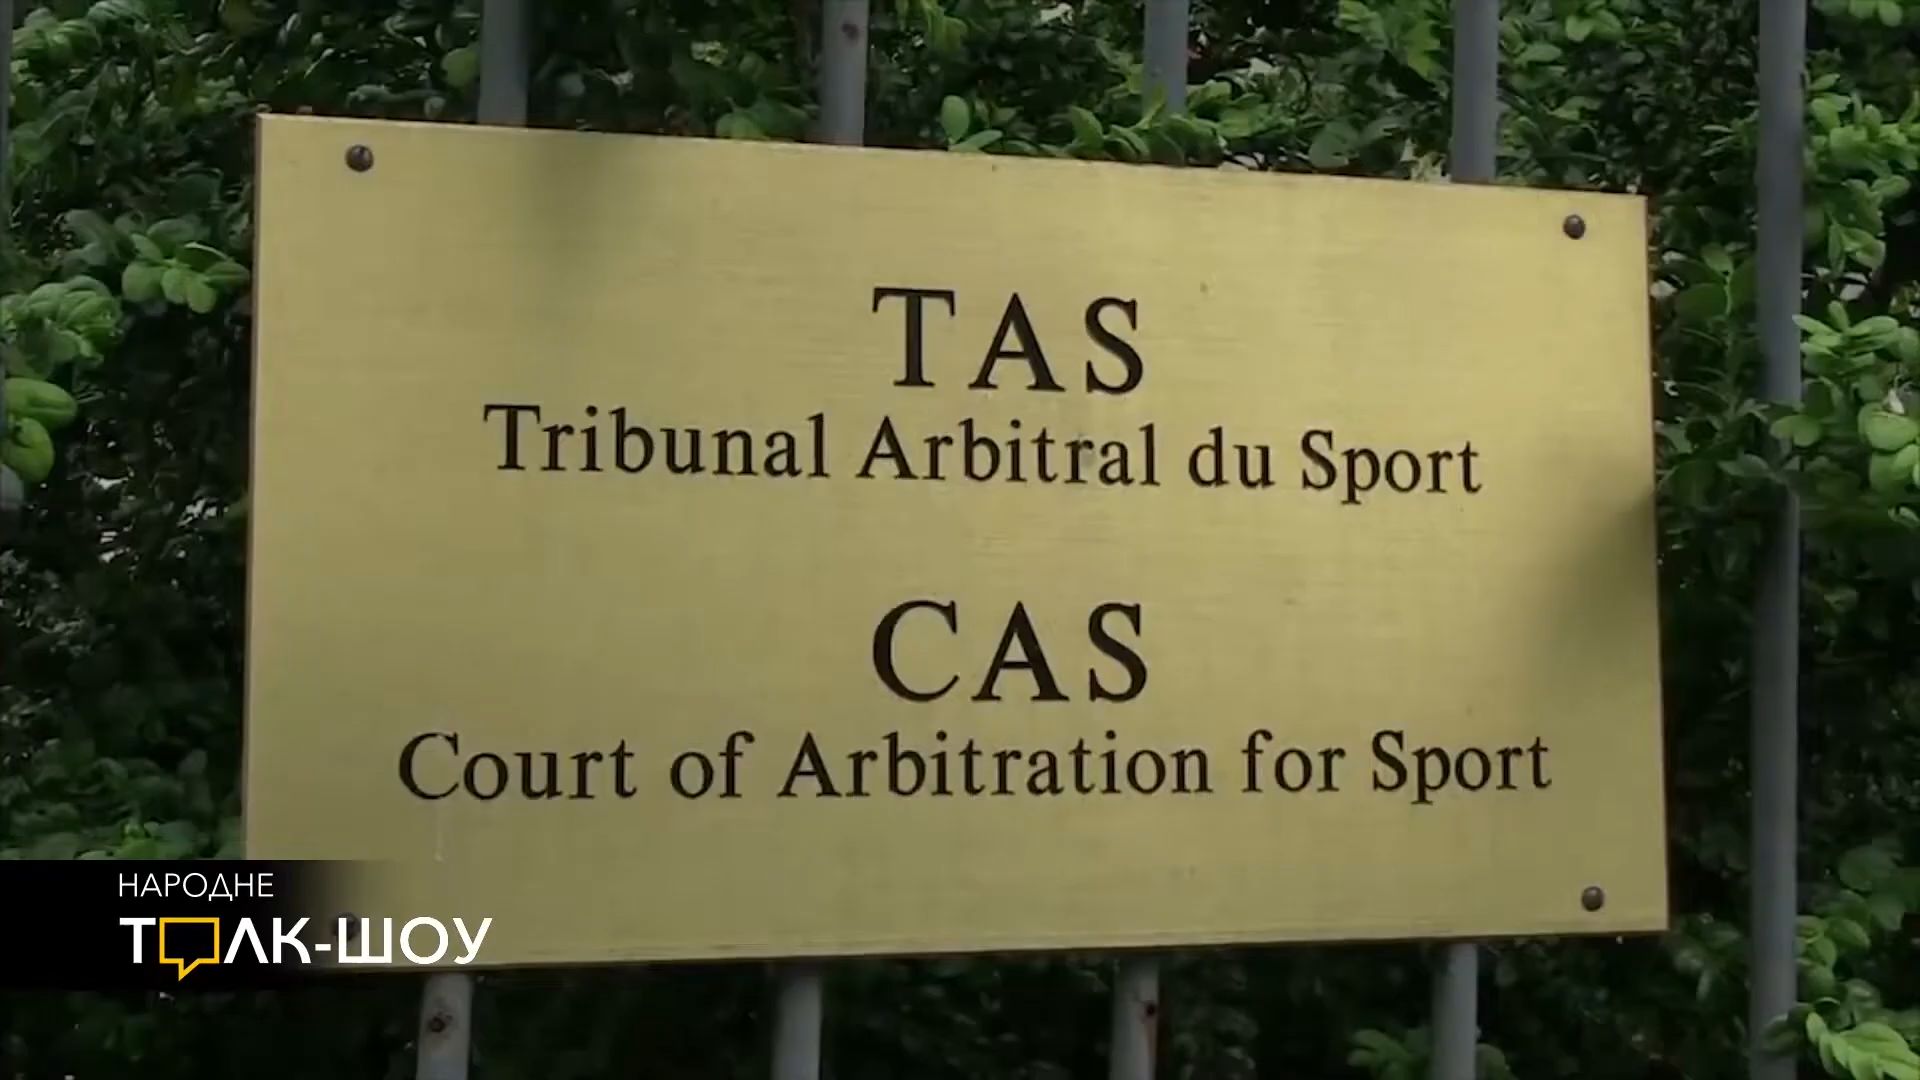 TAS
Tribunal Arbitral du Sport
CAS
Court of Arbitration for Sport
НАРОДНЕ
ТОЛК-ШОУ